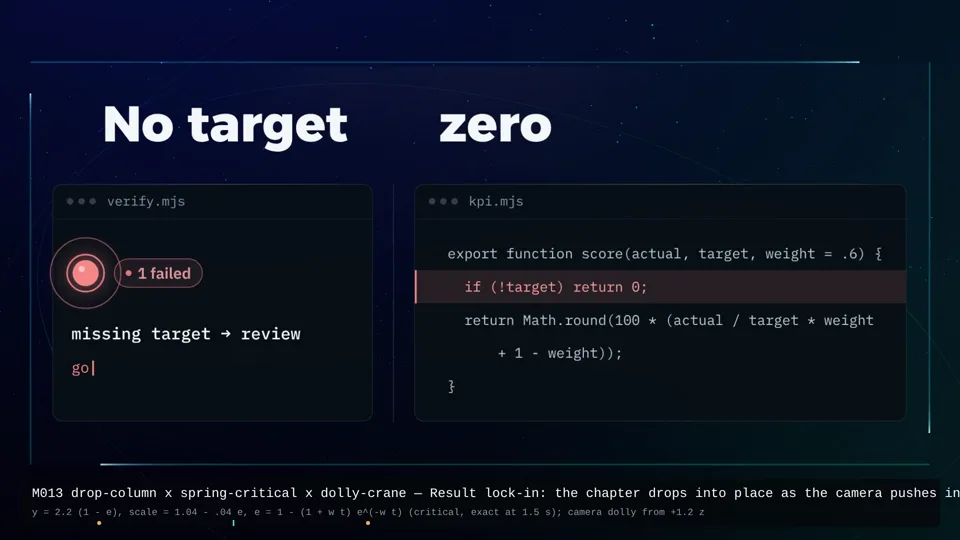 No target zero
verify.mjs
1 failed
missing target → review
go
kpi.mjs
export function score(actual, target, weight = .6) {
if (!target) return 0;
return Math.round(100 * (actual / target * weight
+ 1 - weight));
}
M013 drop-column x spring-critical x dolly-crane — Result lock-in: the chapter drops into place as the camera pushes in
y = 2.2 (1 - e), scale = 1.04 - .04 e, e = 1 - (1 + w t) e^(-w t) (critical, exact at 1.5 s); camera dolly from +1.2 z